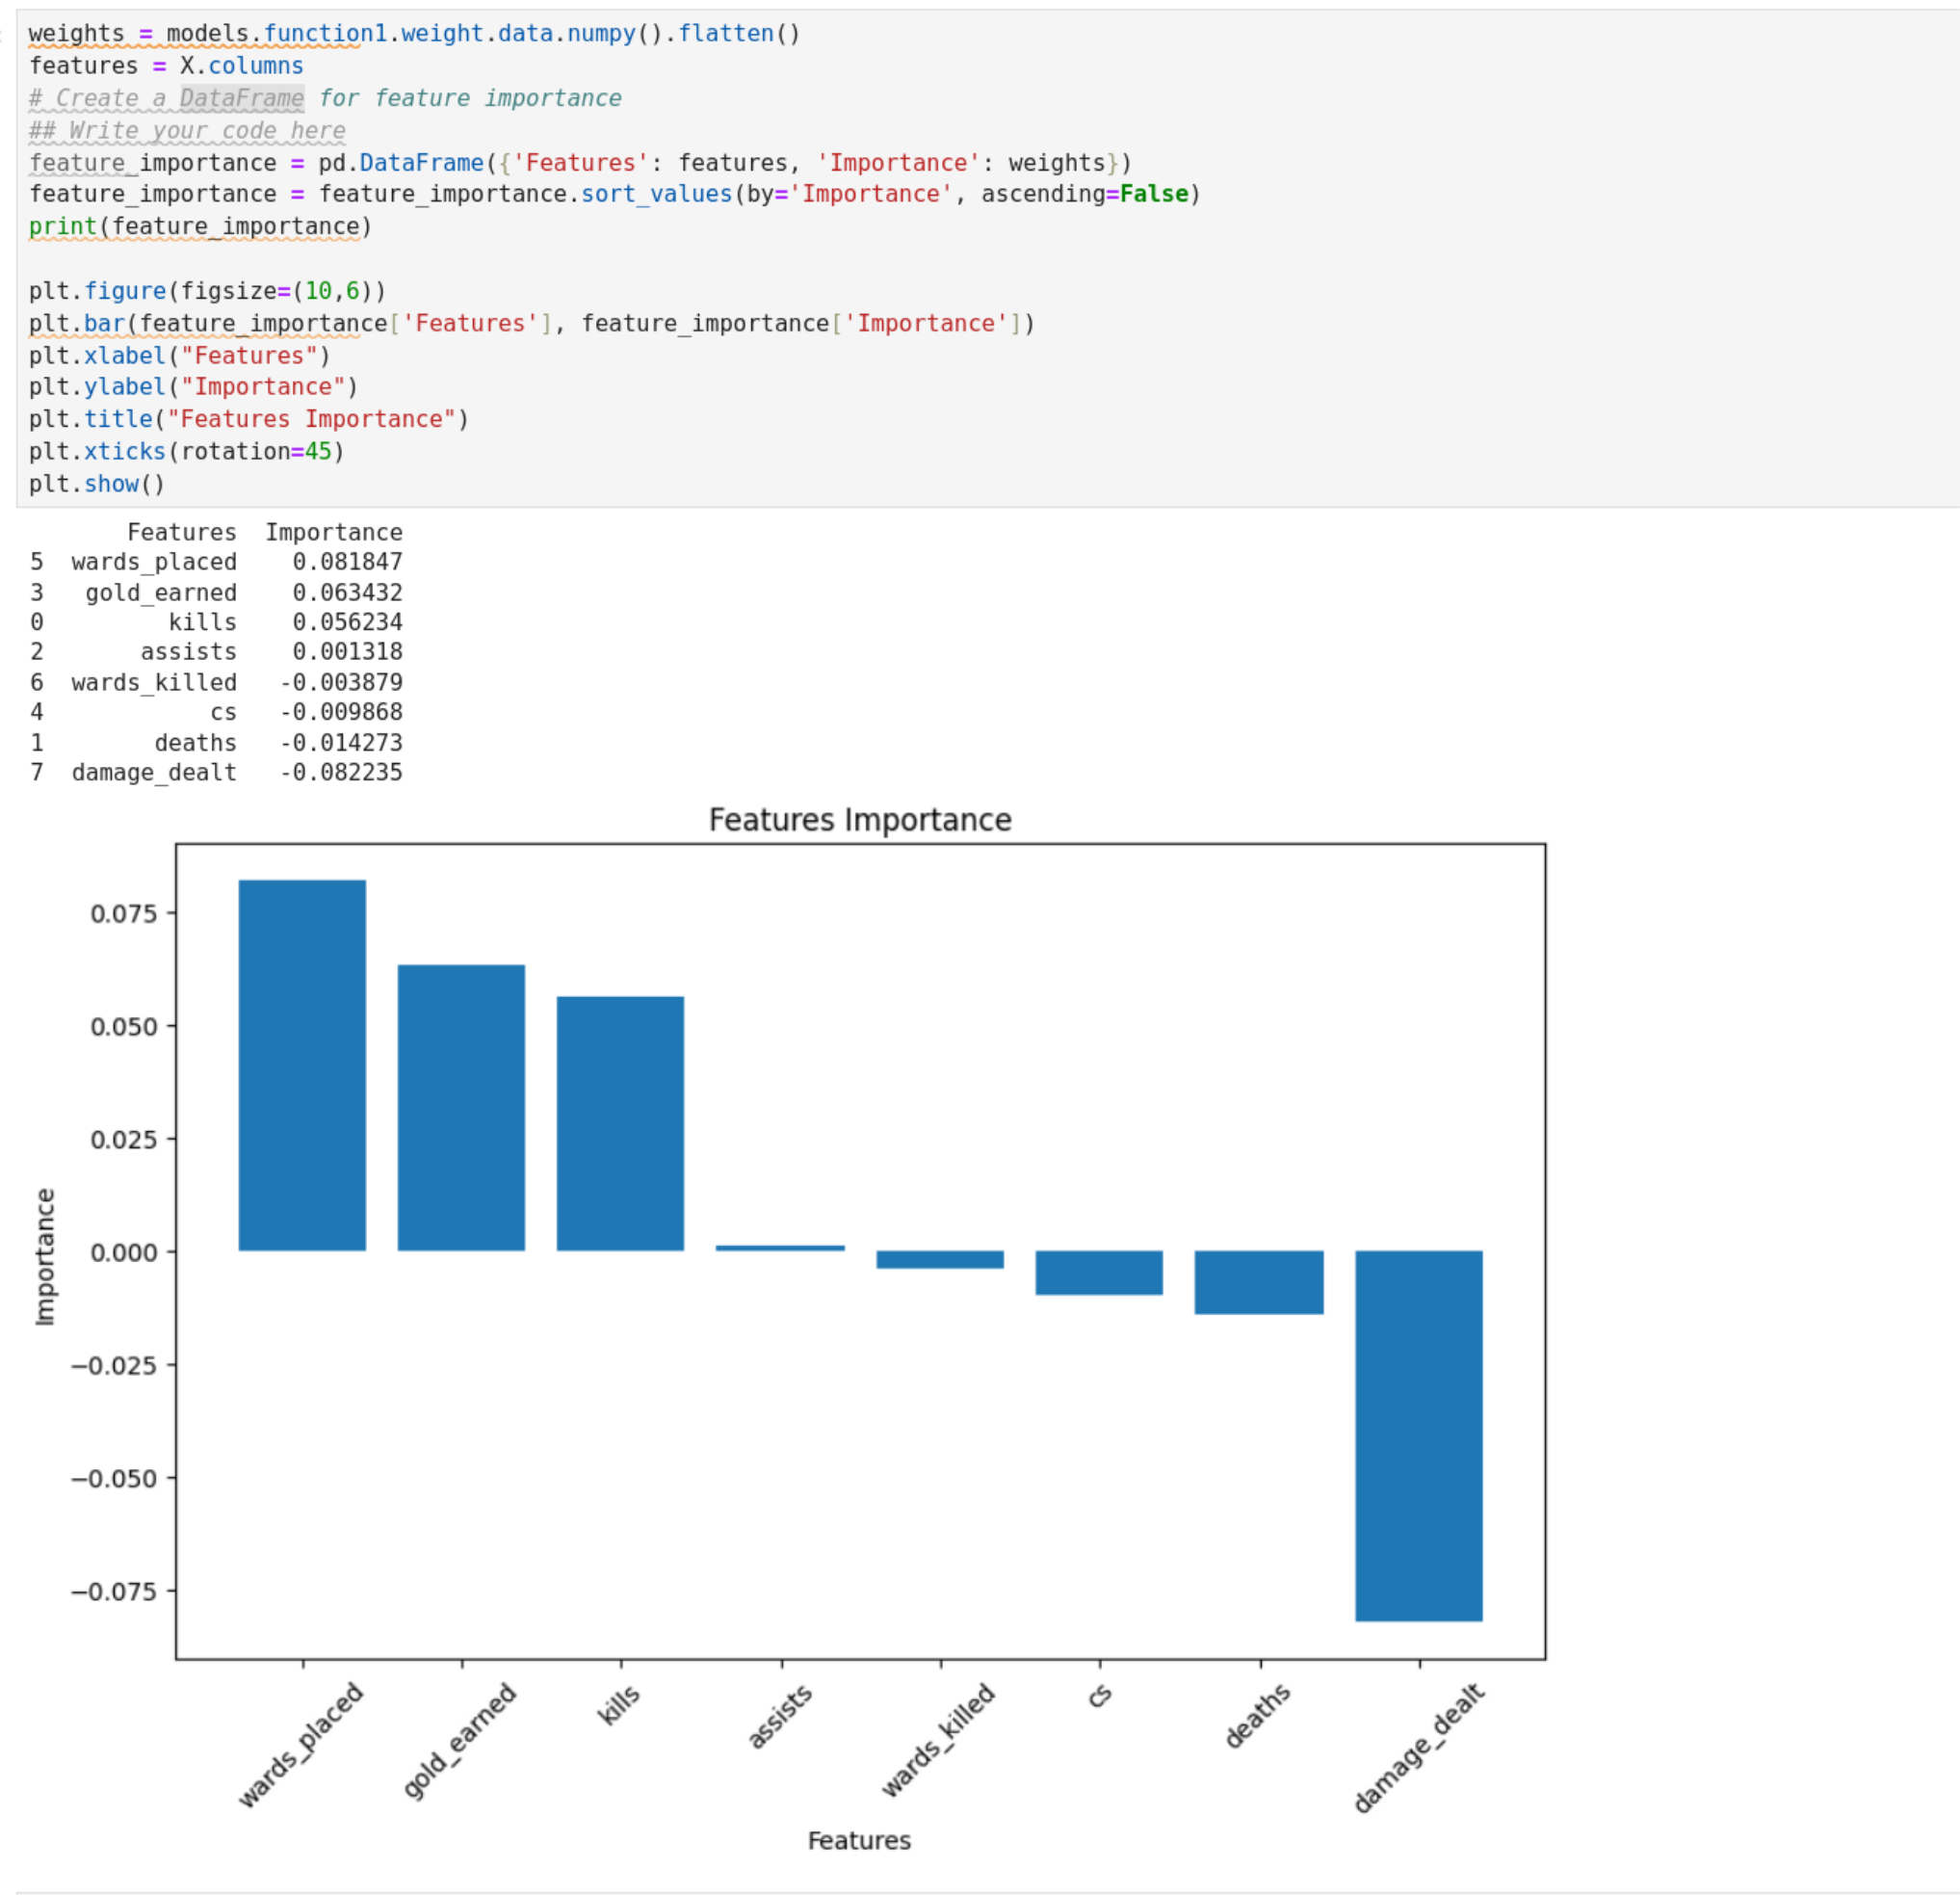 weights = models.function1.weight.data.numpy().flatten()
features = X.columns
# Create a DataFrame for feature importance
## Write your code here
feature_importance = pd.DataFrame({'Features': features, 'Importance': weights})
feature_importance = feature_importance.sort_values(by='Importance', ascending=False)
print(feature_importance)
plt.figure(figsize=(10,6))
plt.bar(feature_importance['Features'], feature_importance['Importance'])
plt.xlabel("Features")
plt.ylabel("Importance")
plt.title("Features Importance")
plt.xticks(rotation=45)
plt.show()
Features Importance
5 wards_placed 0.081847
3 gold_earned 0.063432
0 kills 0.056234
2 assists 0.001318
6 wards_killed -0.003879
4 cs -0.009868
1 deaths -0.014273
7 damage_dealt -0.082235
Features Importance
0.075
0.050
0.025
0.000
−0.025
−0.050
−0.075
Importance
wards_placed
gold_earned
kills
assists
wards_killed
cs
deaths
damage_dealt
Features